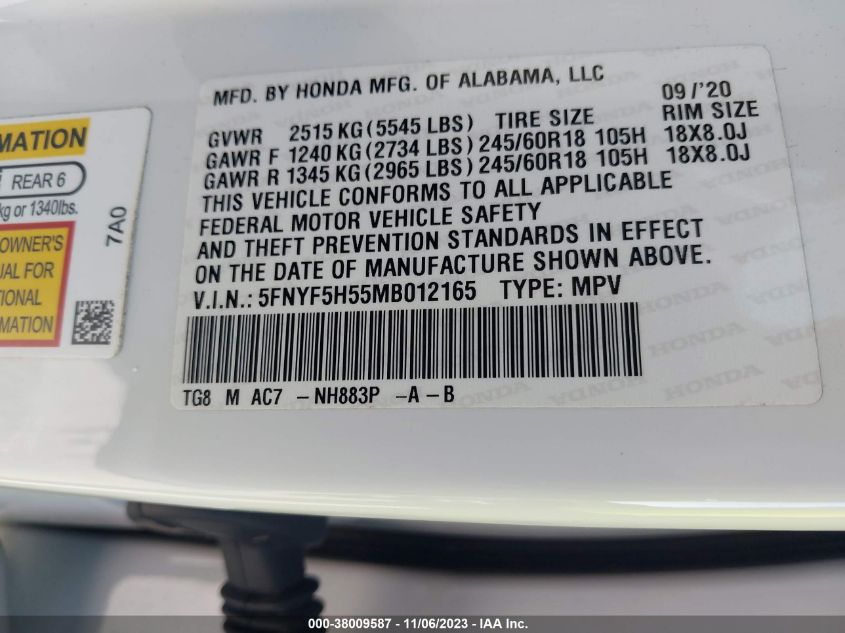 MFD. BY HONDA MFG. OF ALABAMA, LLC 09/'20
GVWR 2515 KG (5545 LBS) TIRE SIZE RIM SIZE
GAWR F 1240 KG (2734 LBS) 245/60R18 105H 18X8.0J
GAWR R 1345 KG (2965 LBS) 245/60R18 105H 18X8.0J
THIS VEHICLE CONFORMS TO ALL APPLICABLE
FEDERAL MOTOR VEHICLE SAFETY
AND THEFT PREVENTION STANDARDS IN EFFECT
ON THE DATE OF MANUFACTURE SHOWN ABOVE.
V.I.N.: 5FNYF5H55MB012165 TYPE: MPV
TG8 M AC7 -NH883P -A -B
MATION
REAR 6
kg or 1340lbs.
OWNER'S
UAL FOR
TIONAL
RMATION
7A0
000-38009587 - 11/06/2023 - IAA Inc.